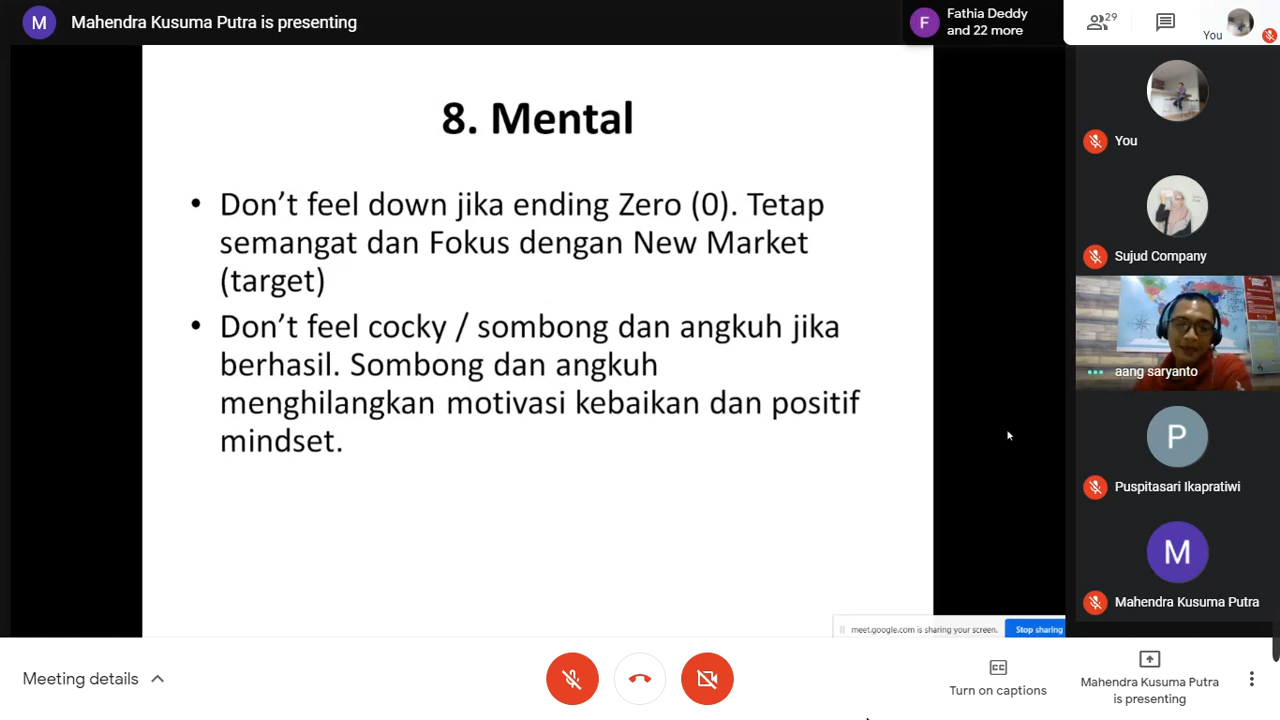 M
Mahendra Kusuma Putra is presenting
F
Fathia Deddy
and 22 more
29
You
8. Mental
• Don't feel down jika ending Zero (0). Tetap
semangat dan Fokus dengan New Market
(target)
• Don't feel cocky / sombong dan angkuh jika
berhasil. Sombong dan angkuh
menghilangkan motivasi kebaikan dan positif
mindset.
You
Sujud Company
aang saryanto
P
Puspitasari Ikapratiwi
M
Mahendra Kusuma Putra
meet.google.com is sharing your screen.
Stop sharing
Meeting details
CC
Turn on captions
Mahendra Kusuma Putra
is presenting